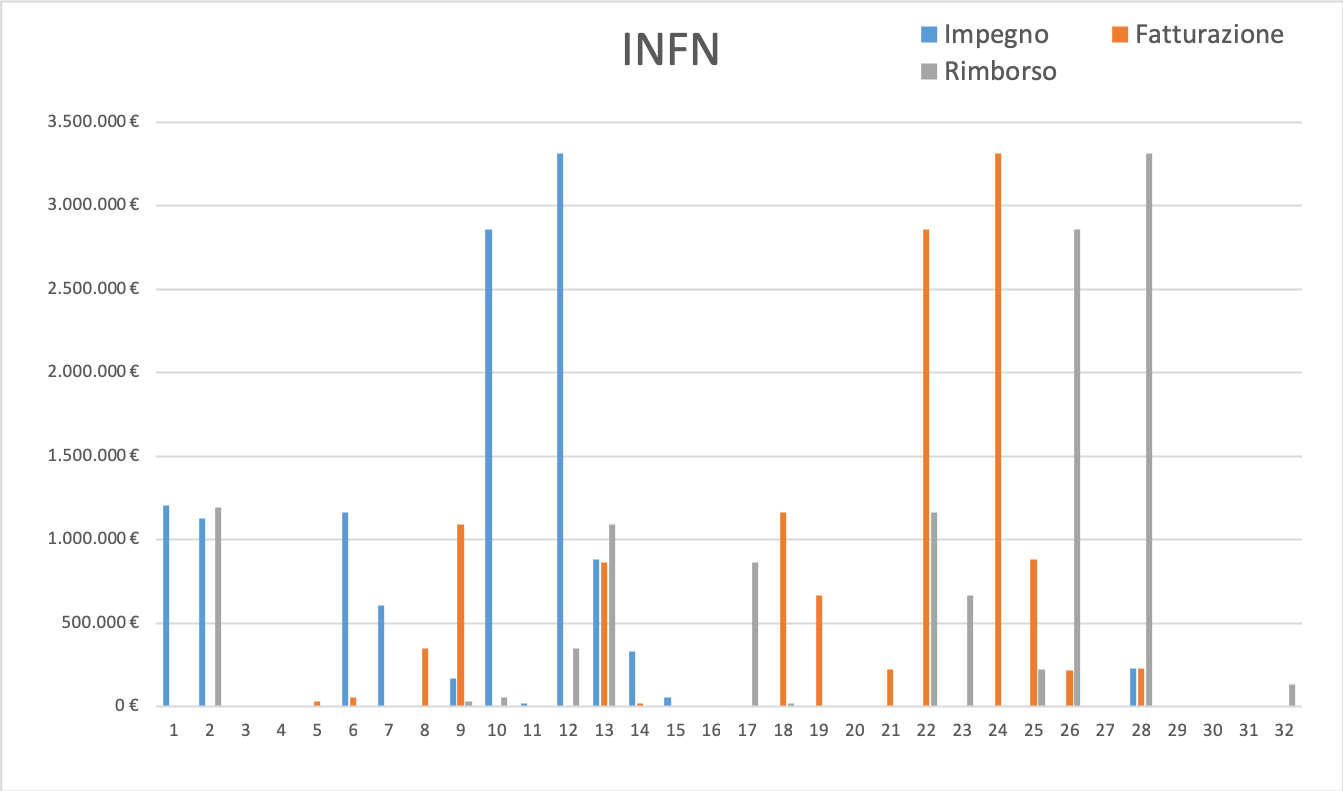 INFN
Impegno Fatturazione
Rimborso
3.500.000 €
3.000.000 €
2.500.000 €
2.000.000 €
1.500.000 €
1.000.000 €
500.000 €
0 €
1 2 3 4 5 6 7 8 9 10 11 12 13 14 15 16 17 18 19 20 21 22 23 24 25 26 27 28 29 30 31 32